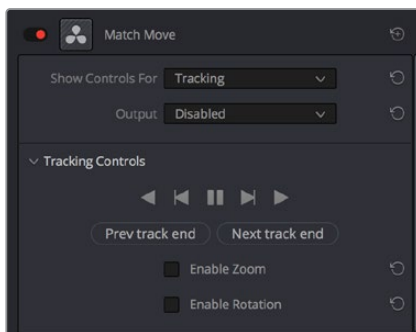 Match Move
Show Controls For Tracking
Output Disabled
Tracking Controls
Prev track end Next track end
Enable Zoom
Enable Rotation